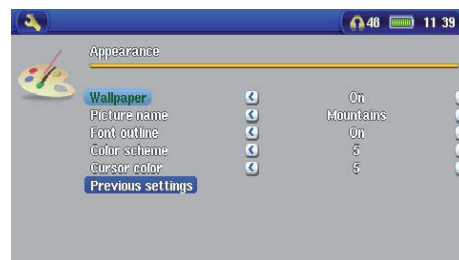 48 11 39
Appearance
Wallpaper On
Picture name Mountains
Font outline On
Color scheme 5
Cursor color 5
Previous settings